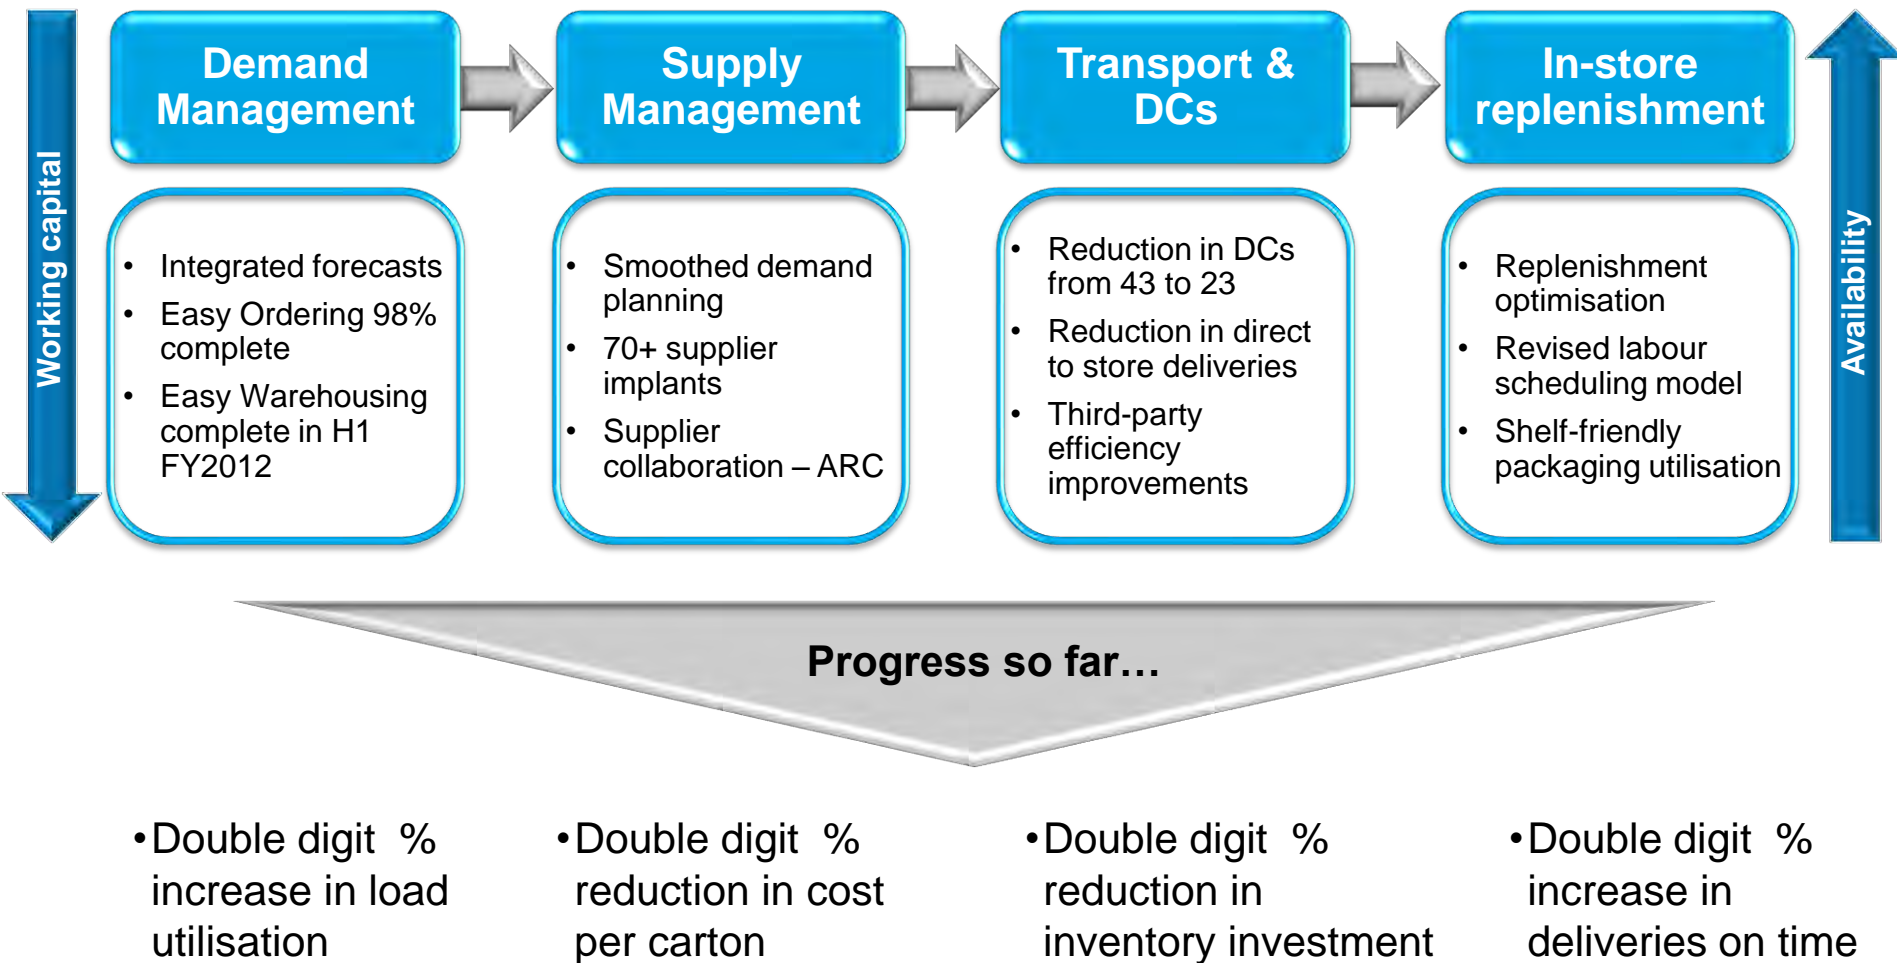 Working capital
Demand
Management
Supply
Management
Transport &
DCs
In-store
replenishment
Availability
• Integrated forecasts
• Easy Ordering 98%
complete
• Easy Warehousing
complete in H1
FY2012
• Smoothed demand
planning
• 70+ supplier
implants
• Supplier
collaboration – ARC
• Reduction in DCs
from 43 to 23
• Reduction in direct
to store deliveries
• Third-party
efficiency
improvements
• Replenishment
optimisation
• Revised labour
scheduling model
• Shelf-friendly
packaging utilisation
Progress so far…
•Double digit %
increase in load
utilisation
•Double digit %
reduction in cost
per carton
•Double digit %
reduction in
inventory investment
•Double digit %
increase in
deliveries on time